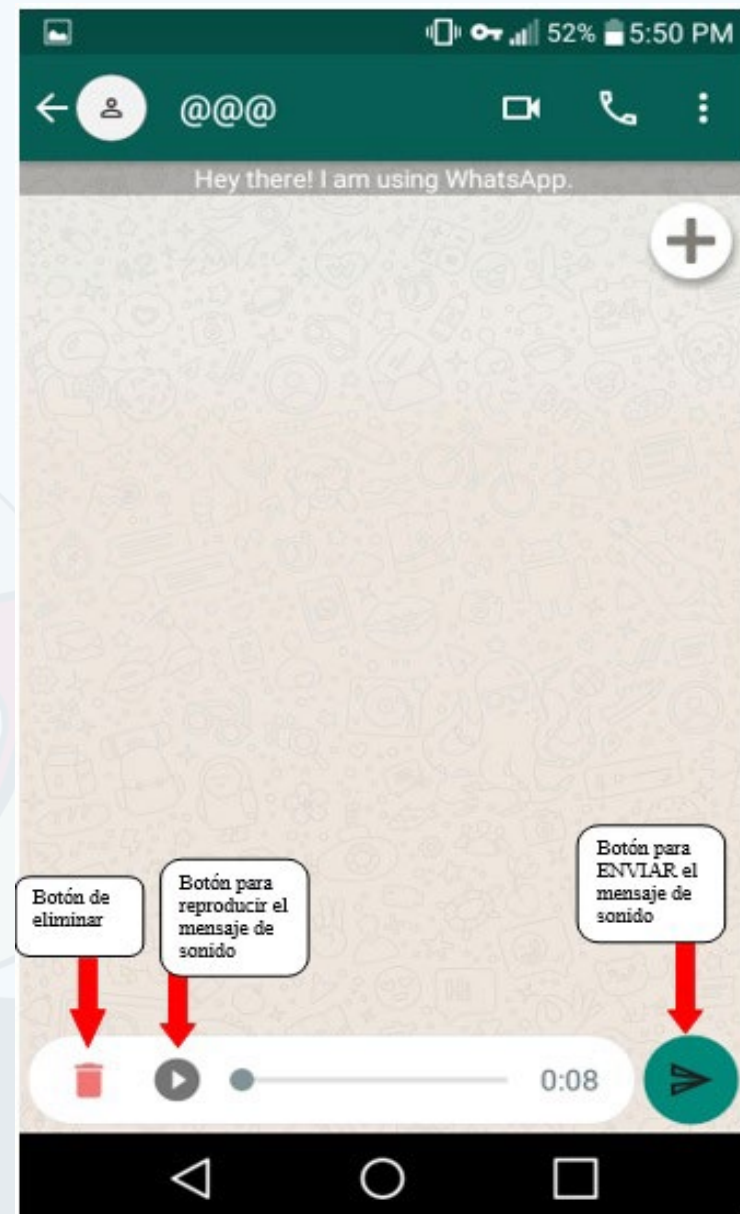 52% 5:50 PM
@@@
Hey there! I am using WhatsApp.
Botón de
eliminar
Botón para
reproducir el
mensaje de
sonido
Botón para
ENVIAR el
mensaje de
sonido
0:08